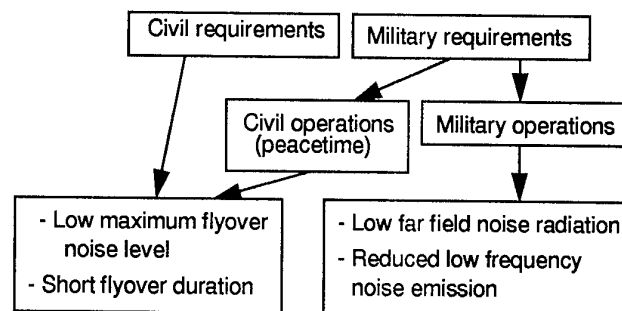 Civil requirements
Military requirements
Civil operations
(peacetime)
Military operations
- Low maximum flyover
noise level
- Short flyover duration
- Low far field noise radiation
- Reduced low frequency
noise emission